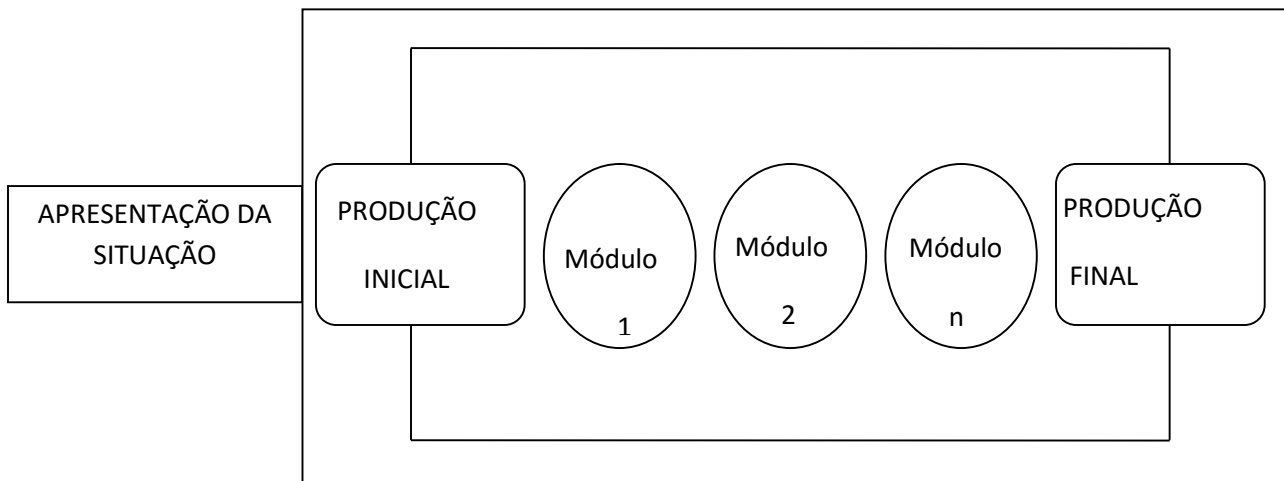 APRESENTAÇÃO DA
SITUAÇÃO
PRODUÇÃO
INICIAL
Módulo
1
Módulo
2
Módulo
n
PRODUÇÃO
FINAL